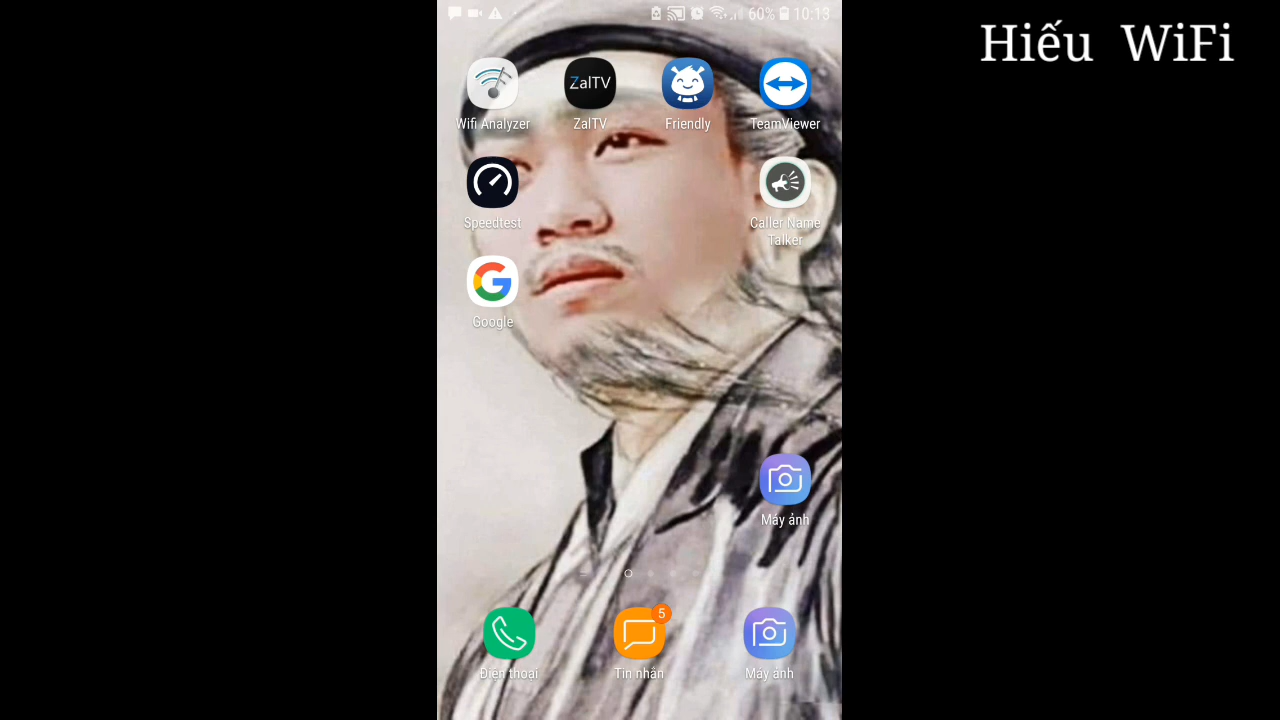 60% 10:13
Hiếu WiFi
Wifi Analyzer
ZalTV
ZalTV
Friendly
TeamViewer
Speedtest
Caller Name
Talker
G
Google
Máy ảnh
5
Điện thoại
Tin nhắn
Máy ảnh